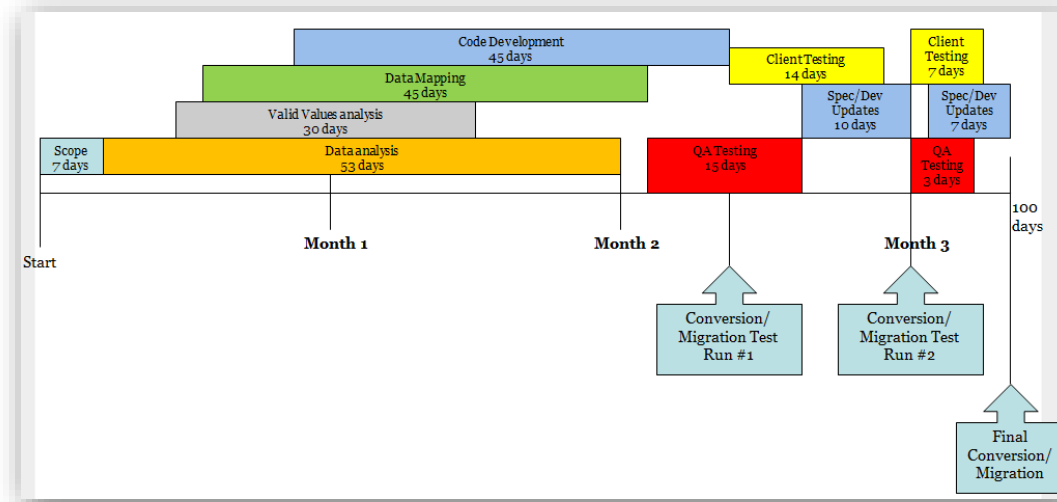 Code Development
45 days
Client Testing
14 days
Client
Testing
7 days
Data Mapping
45 days
Spec/Dev
Updates
10 days
Spec/Dev
Updates
7 days
Valid Values analysis
30 days
Scope
7 days
Data analysis
53 days
QA Testing
15 days
QA
Testing
3 days
100
days
Start
Month 1
Month 2
Month 3
Conversion/
Migration Test
Run #1
Conversion/
Migration Test
Run #2
Final
Conversion/
Migration